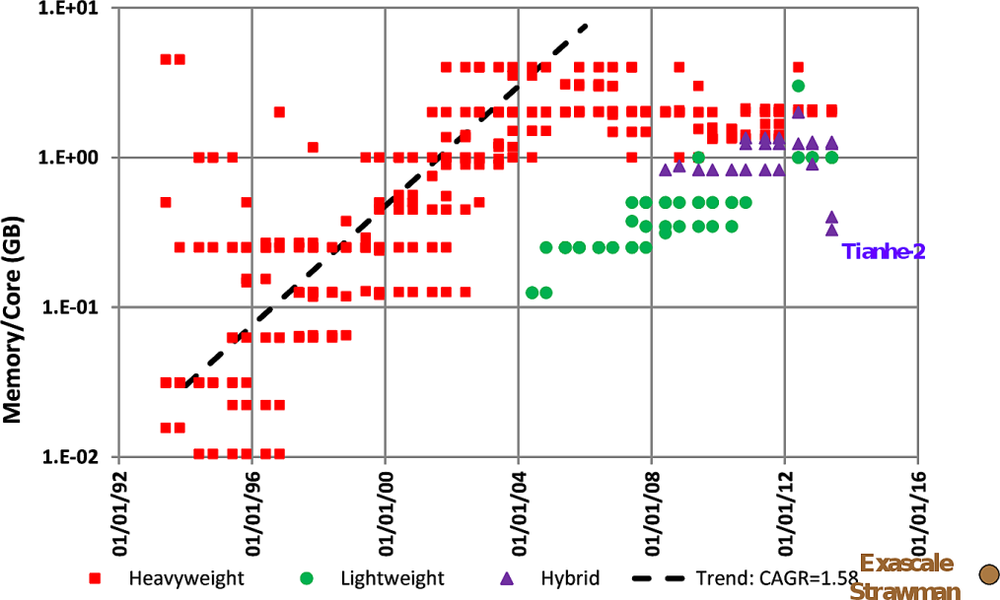 1.E+01
1.E+00
1.E-01
1.E-02
Memory/Core (GB)
Tianhe-2
01/01/92
01/01/96
01/01/00
01/01/04
01/01/08
01/01/12
01/01/16
Heavyweight
Lightweight
Hybrid
Trend: CAGR=1.58
Exascale
Strawman